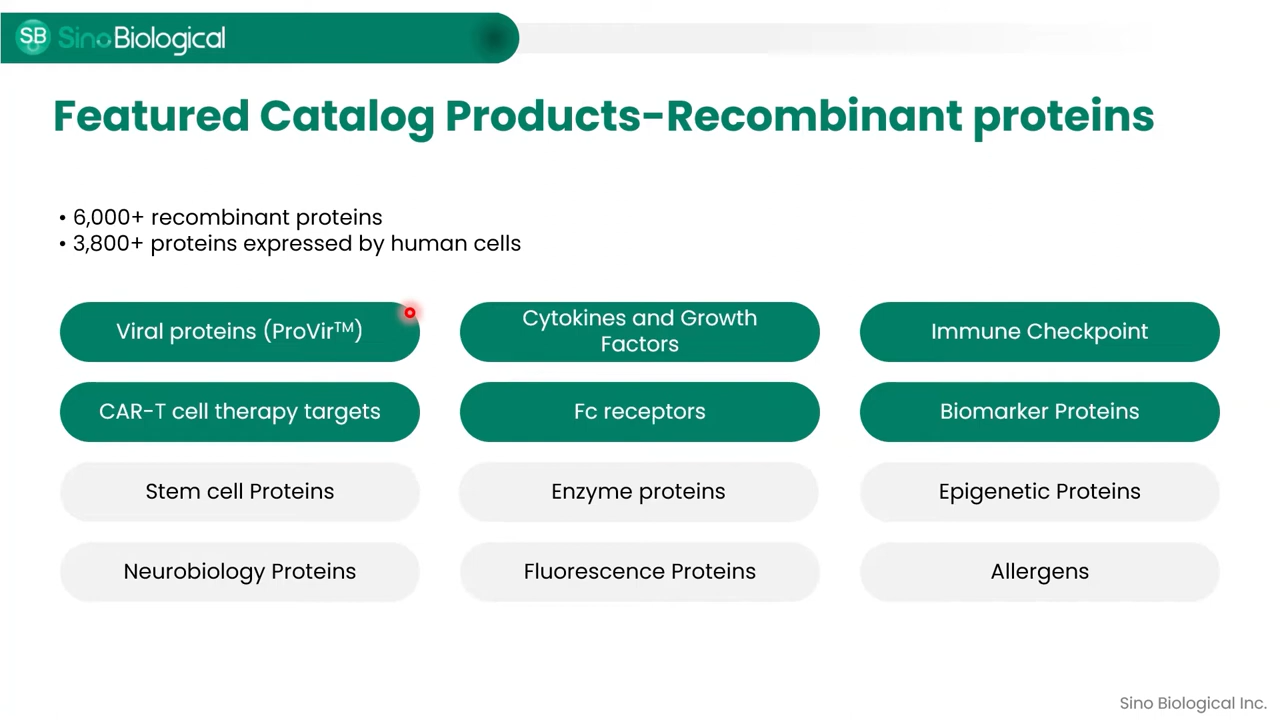 SB SinoBiological
Featured Catalog Products-Recombinant proteins
• 6,000+ recombinant proteins
• 3,800+ proteins expressed by human cells
Viral proteins (ProVir™)
Cytokines and Growth
Factors
Immune Checkpoint
CAR-T cell therapy targets
Fc receptors
Biomarker Proteins
Stem cell Proteins
Enzyme proteins
Epigenetic Proteins
Neurobiology Proteins
Fluorescence Proteins
Allergens
Sino Biological Inc.